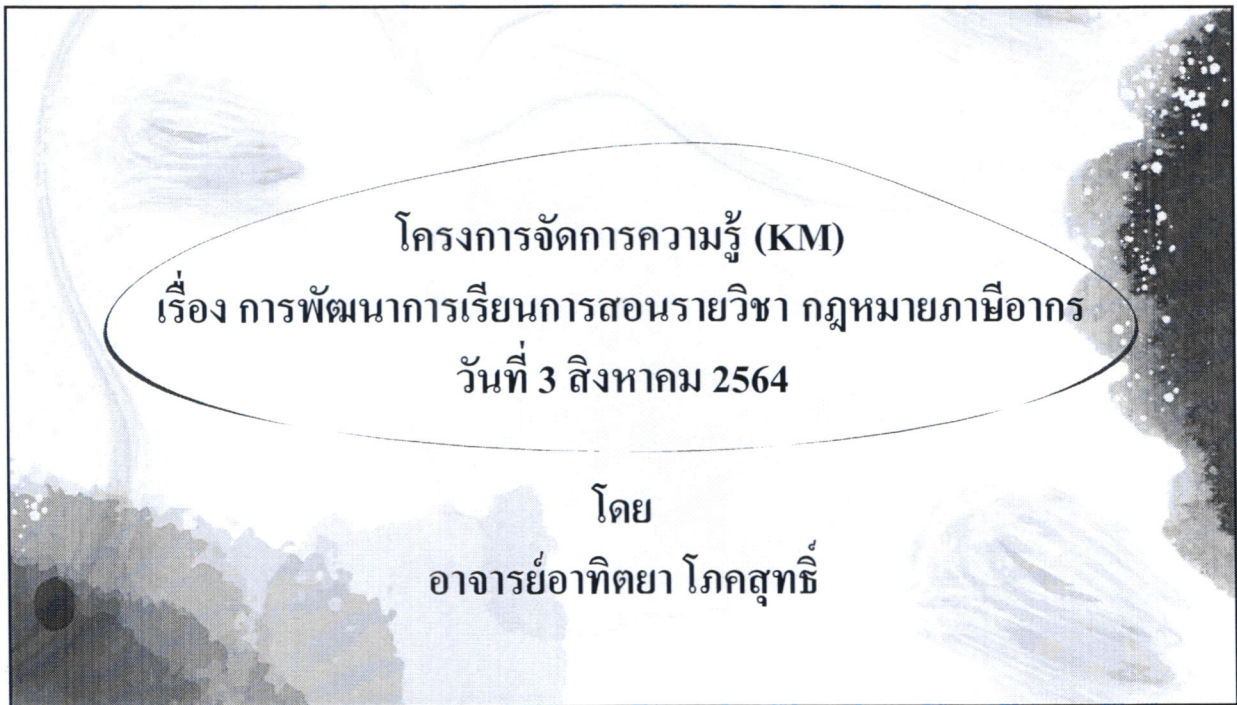 โครงการจัดการความรู้ (KM)
เรื่อง การพัฒนาการเรียนการสอนรายวิชา กฎหมายภาษีอากร
วันที่ 3 สิงหาคม 2564
โดย
อาจารย์อาทิตยา โภคสุทธิ์